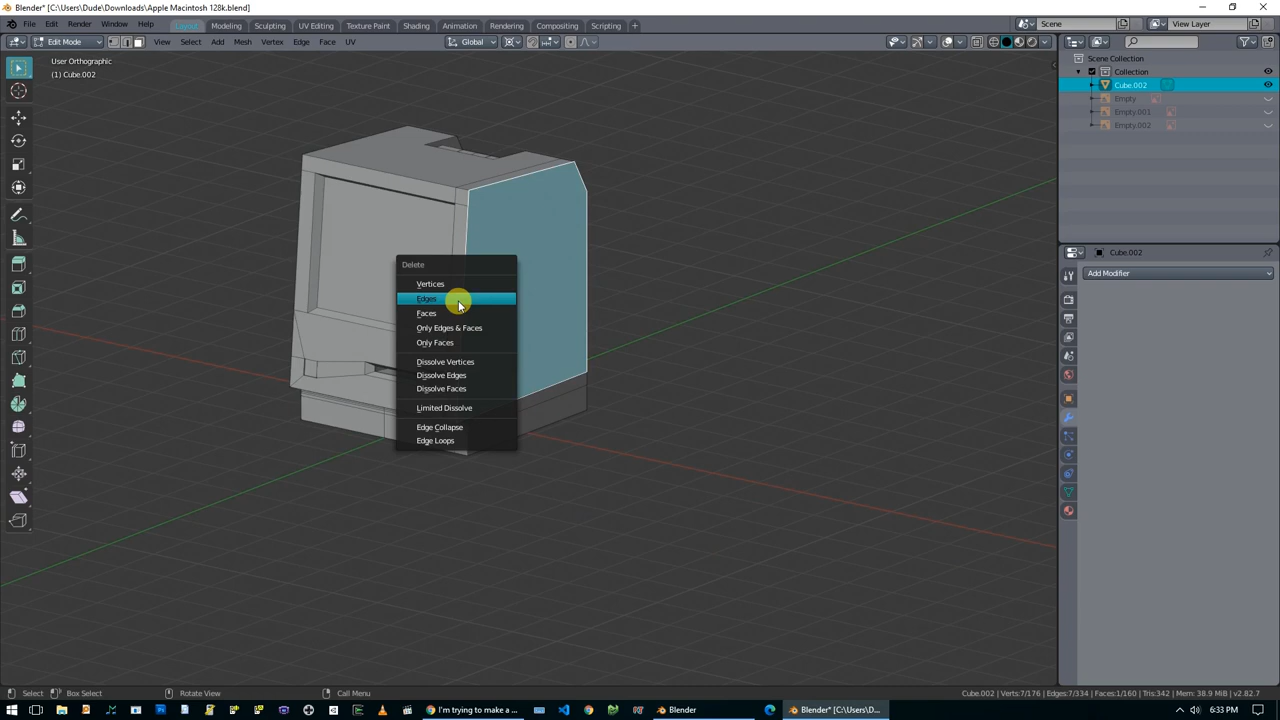 Blender* [C:\Users\Dude\Downloads\Apple Macintosh 128k.blend]
File Edit Render Window Help Layout Modeling Sculpting UV Editing Texture Paint Shading Animation Rendering Compositing Scripting + Scene View Layer
Edit Mode View Select Add Mesh Vertex Edge Face UV Global
User Orthographic
(1) Cube.002
Scene Collection
Collection
Cube.002
Empty
Empty.001
Empty.002
Cube.002
Add Modifier
Delete
Vertices
Edges
Faces
Only Edges & Faces
Only Faces
Dissolve Vertices
Dissolve Edges
Dissolve Faces
Limited Dissolve
Edge Collapse
Edge Loops
Select Box Select Rotate View Call Menu Cube.002 | Verts:7/176 | Edges:7/334 | Faces:1/160 | Tris:342 | Mem: 38.9 MiB | v2.82.7
I'm trying to make a ... Blender Blender* [C:\Users\D... 6:33 PM